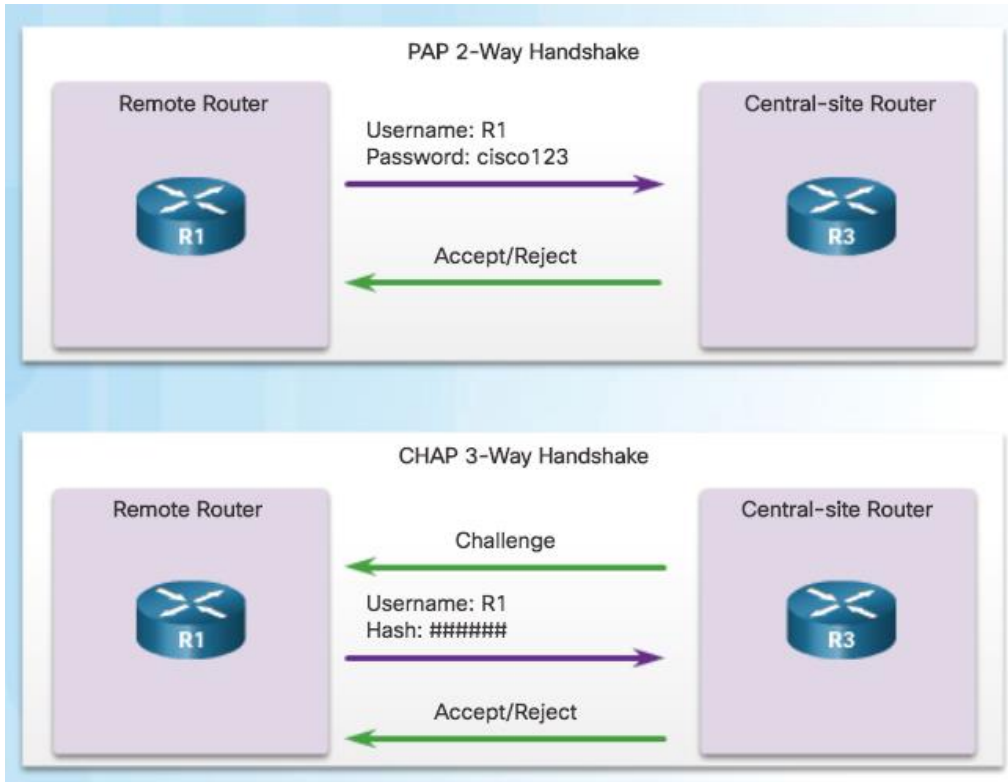 PAP 2-Way Handshake
Remote Router
Central-site Router
Username: R1
Password: cisco123
R1
R3
Accept/Reject
CHAP 3-Way Handshake
Remote Router
Central-site Router
Challenge
Username: R1
Hash: ######
R1
R3
Accept/Reject